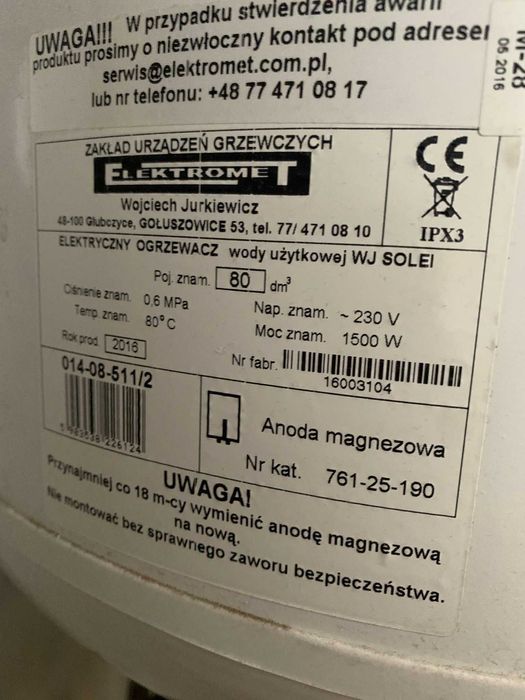 UWAGA!!! W przypadku stwierdzenia awarii
produktu prosimy o niezwłoczny kontakt pod adresem
serwis@elektromet.com.pl,
lub nr telefonu: +48 77 471 08 17
05.2016
ZAKŁAD URZĄDZEŃ GRZEWCZYCH
ELEKTROMET
Wojciech Jurkiewicz
48-100 Głubczyce, GOŁUSZOWICE 53, tel. 77/ 471 08 10
CE
IPX3
ELEKTRYCZNY OGRZEWACZ wody użytkowej WJ SOLEI
Poj. znam. 80 dm³
Ciśnienie znam. 0,6 MPa
Nap. znam. ~ 230 V
Temp. znam. 80°C
Moc znam. 1500 W
Rok prod. 2016
Nr fabr.
16003104
014-08-511/2
Anoda magnezowa
Nr kat. 761-25-190
UWAGA!
Przynajmniej co 18 m-cy wymienić anodę magnezową
na nową.
Nie montować bez sprawnego zaworu bezpieczeństwa.